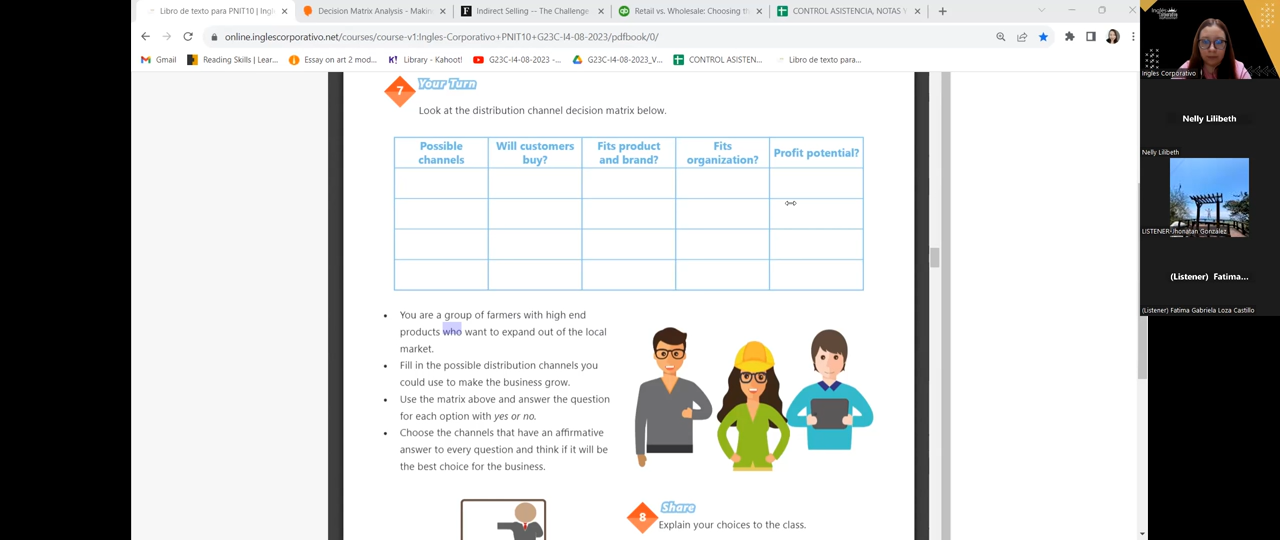 Libro de texto para PNIT10 | Ingl
Decision Matrix Analysis - Makin
Indirect Selling -- The Challenge
Retail vs. Wholesale: Choosing th
CONTROL ASISTENCIA, NOTAS Y
online.inglescorporativo.net/courses/course-v1:Ingles-Corporativo+PNIT10+G23C-I4-08-2023/pdfbook/0/
Gmail
Reading Skills | Lear...
Essay on art 2 mod...
Library - Kahoot!
G23C-I4-08-2023 -...
G23C-I4-08-2023_V...
CONTROL ASISTEN...
Libro de texto para...
7 Your Turn
Look at the distribution channel decision matrix below.
Possible channels
Will customers buy?
Fits product and brand?
Fits organization?
Profit potential?
• You are a group of farmers with high end
products who want to expand out of the local
market.
• Fill in the possible distribution channels you
could use to make the business grow.
• Use the matrix above and answer the question
for each option with yes or no.
• Choose the channels that have an affirmative
answer to every question and think if it will be
the best choice for the business.
8 Share
Explain your choices to the class.
Ingles Corporativo
Nelly Lilibeth
Nelly Lilibeth
LISTENER-Jhonatan González
(Listener) Fatima...
(Listener) Fatima Gabriela Loza Castillo